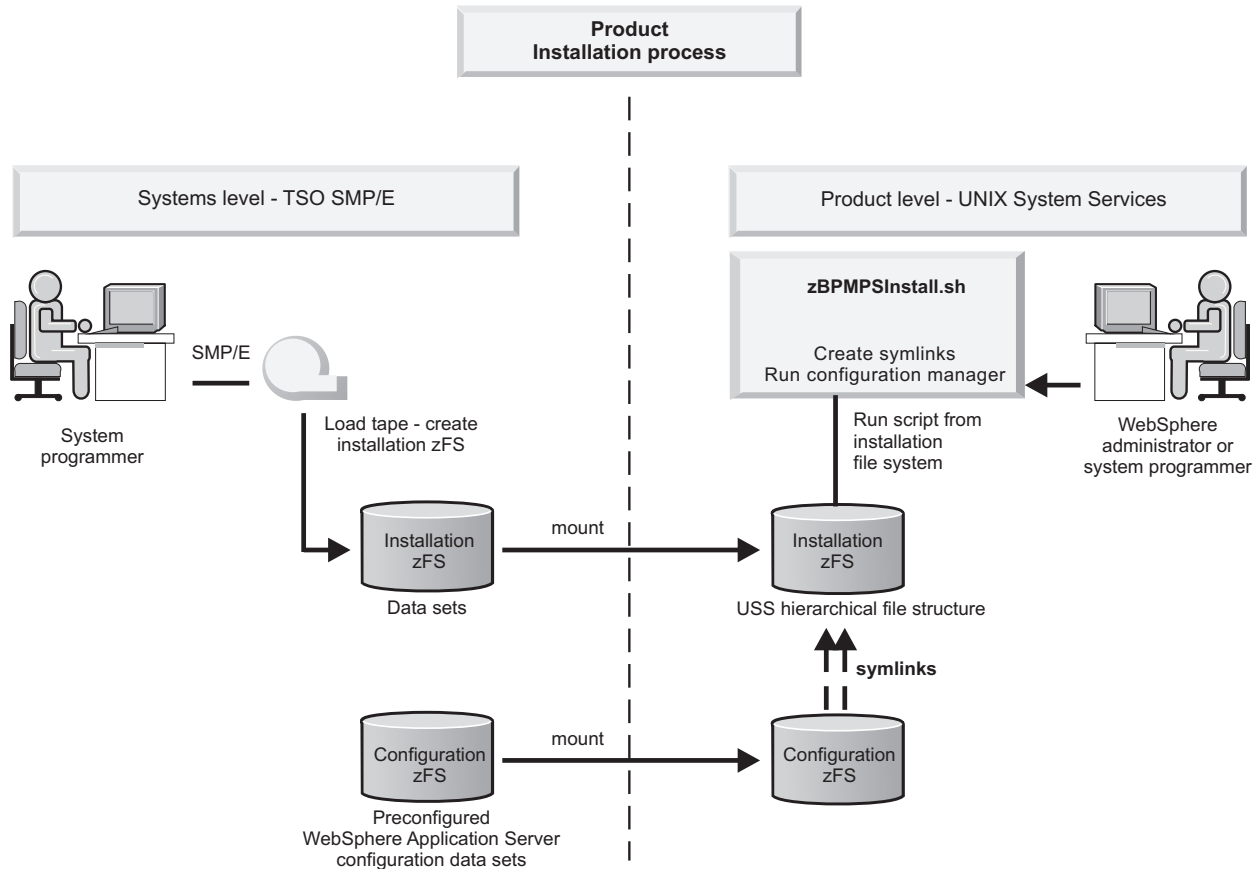 Product
Installation process
Systems level - TSO SMP/E
Product level - UNIX System Services
zBPMPSInstall.sh
Create symlinks
Run configuration manager
SMP/E
System
programmer
Load tape - create
installation zFS
Run script from
installation
file system
WebSphere
administrator or
system programmer
Installation
zFS
mount
Installation
zFS
Data sets
USS hierarchical file structure
symlinks
Configuration
zFS
mount
Configuration
zFS
Preconfigured
WebSphere Application Server
configuration data sets